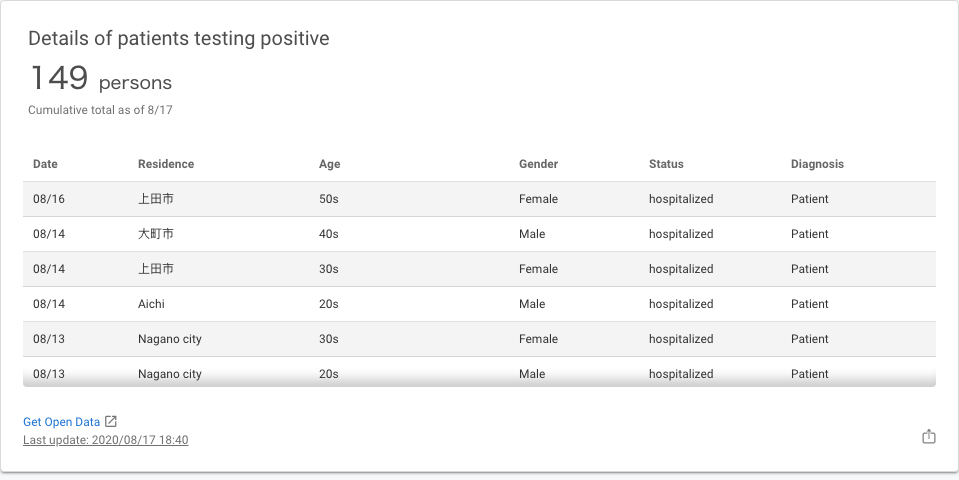 Details of patients testing positive
149 persons
Cumulative total as of 8/17
Date Residence Age Gender Status Diagnosis
08/16 上田市 50s Female hospitalized Patient
08/14 大町市 40s Male hospitalized Patient
08/14 上田市 30s Female hospitalized Patient
08/14 Aichi 20s Male hospitalized Patient
08/13 Nagano city 30s Female hospitalized Patient
08/13 Nagano city 20s Male hospitalized Patient
Get Open Data
Last update: 2020/08/17 18:40